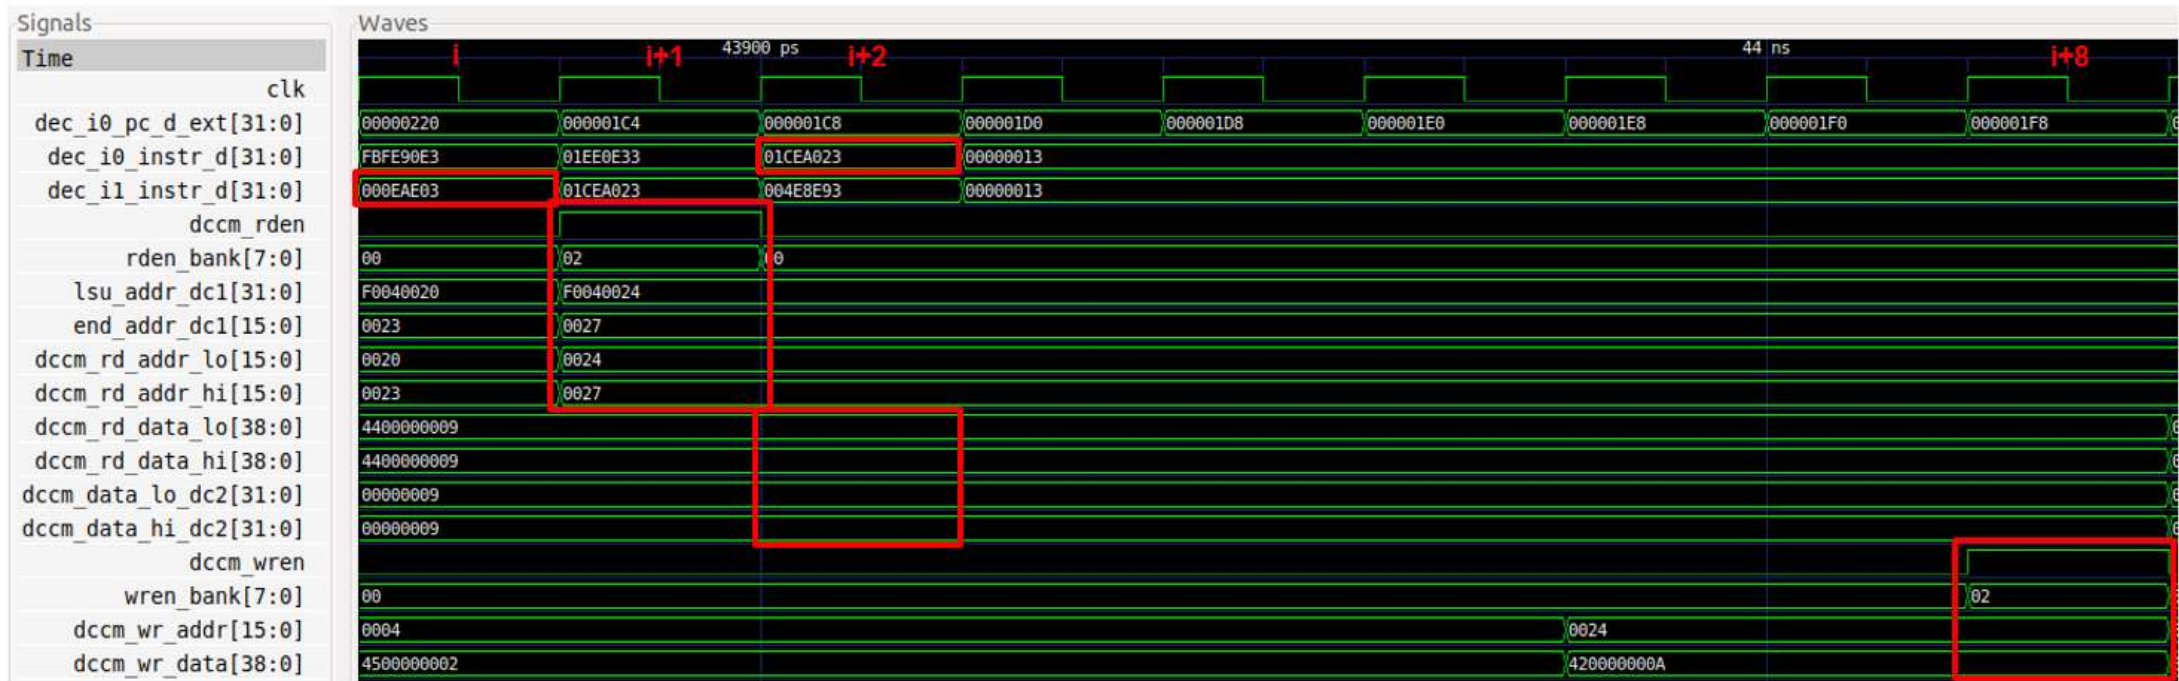 Signals Waves
Time i i+1 43900 ps i+2 44 ns i+8
clk
dec_i0_pc_d_ext[31:0] 00000220 000001C4 000001C8 000001D0 000001D8 000001E0 000001E8 000001F0 000001F8
dec_i0_instr_d[31:0] FBFE90E3 01EE0E33 01CEA023 00000013
dec_i1_instr_d[31:0] 000EAE03 01CEA023 004E8E93 00000013
dccm_rden
rden_bank[7:0] 00 02 00
lsu_addr_dc1[31:0] F0040020 F0040024
end_addr_dc1[15:0] 0023 0027
dccm_rd_addr_lo[15:0] 0020 0024
dccm_rd_addr_hi[15:0] 0023 0027
dccm_rd_data_lo[38:0] 4400000009
dccm_rd_data_hi[38:0] 4400000009
dccm_data_lo_dc2[31:0] 00000009
dccm_data_hi_dc2[31:0] 00000009
dccm_wren
wren_bank[7:0] 00 02
dccm_wr_addr[15:0] 0004 0024
dccm_wr_data[38:0] 4500000002 420000000A